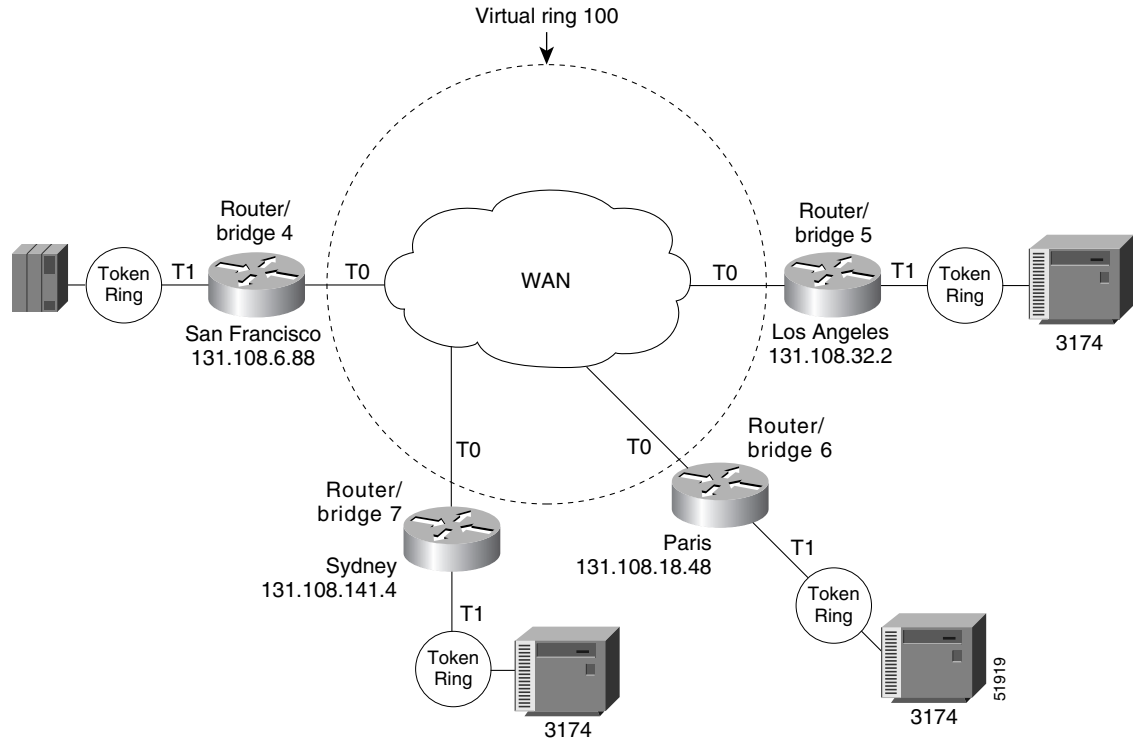 Virtual ring 100
Router/
bridge 4
Token
Ring
T1
T0
San Francisco
131.108.6.88
WAN
Router/
bridge 5
T0
T1
Token
Ring
Los Angeles
131.108.32.2
3174
T0
Router/
bridge 7
Sydney
131.108.141.4
T1
Token
Ring
3174
T0
Router/
bridge 6
Paris
131.108.18.48
T1
Token
Ring
3174
51919